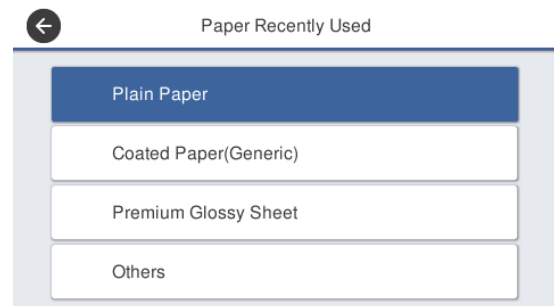 Paper Recently Used
Plain Paper
Coated Paper(Generic)
Premium Glossy Sheet
Others